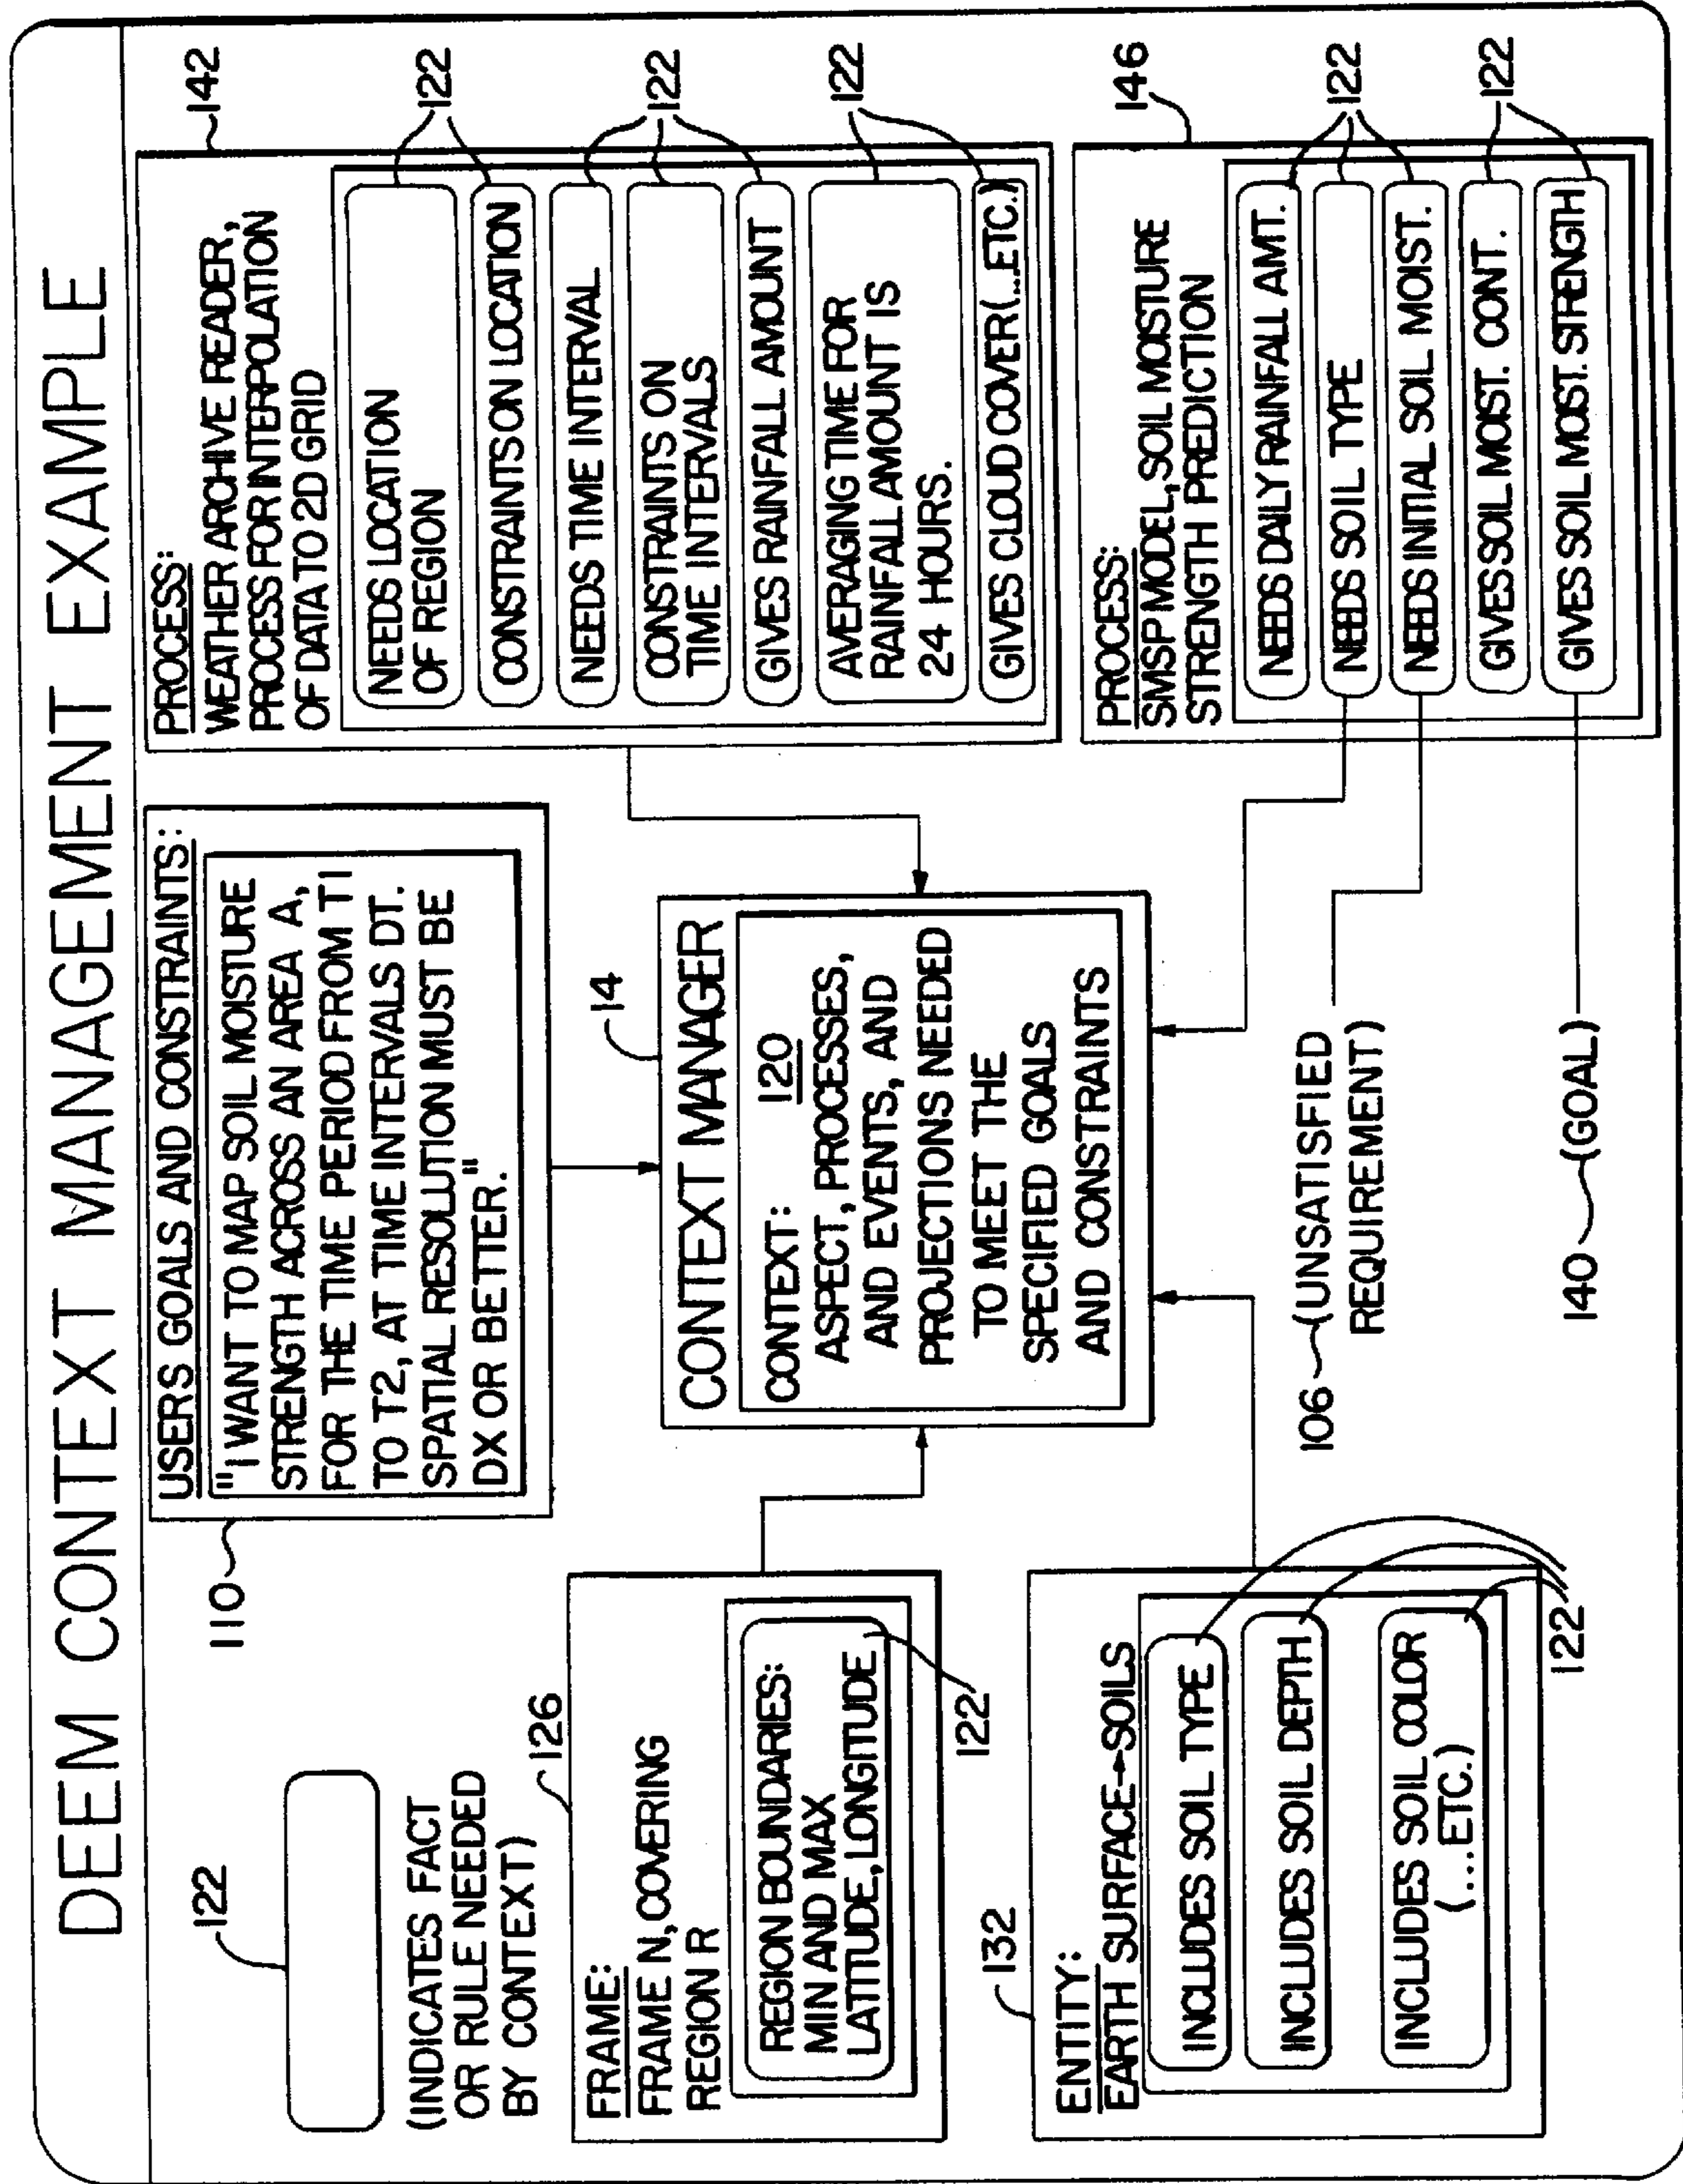 DEEM CONTEXT MANAGEMENT EXAMPLE
122
(INDICATES FACT
OR RULE NEEDED
BY CONTEXT)
110
USERS GOALS AND CONSTRAINTS:
"I WANT TO MAP SOIL MOISTURE
STRENGTH ACROSS AN AREA A,
FOR THE TIME PERIOD FROM T1
TO T2, AT TIME INTERVALS DT.
SPATIAL RESOLUTION MUST BE
DX OR BETTER."
142
PROCESS:
WEATHER ARCHIVE READER,
PROCESS FOR INTERPOLATION
OF DATA TO 2D GRID
NEEDS LOCATION
OF REGION
122
CONSTRAINTS ON LOCATION
NEEDS TIME INTERVAL
CONSTRAINTS ON
TIME INTERVALS
122
GIVES RAINFALL AMOUNT
AVERAGING TIME FOR
RAINFALL AMOUNT IS
24 HOURS.
122
GIVES CLOUD COVER (...ETC.)
126
FRAME:
FRAME N, COVERING
REGION R
REGION BOUNDARIES:
MIN AND MAX
LATITUDE, LONGITUDE
122
14
CONTEXT MANAGER
CONTEXT: 120
ASPECT, PROCESSES,
AND EVENTS, AND
PROJECTIONS NEEDED
TO MEET THE
SPECIFIED GOALS
AND CONSTRAINTS
132
ENTITY:
EARTH SURFACE→SOILS
INCLUDES SOIL TYPE
INCLUDES SOIL DEPTH
INCLUDES SOIL COLOR
(....ETC.)
122
106
(UNSATISFIED
REQUIREMENT)
140
(GOAL)
146
PROCESS:
SMSP MODEL, SOIL MOSTURE
STRENGTH PREDICTION
NEEDS DAILY RAINFALL AMT.
NEEDS SOIL TYPE
122
NEEDS INITIAL SOIL MOIST.
GIVES SOIL MOST. CONT.
122
GIVES SOIL MOST. STRENGTH